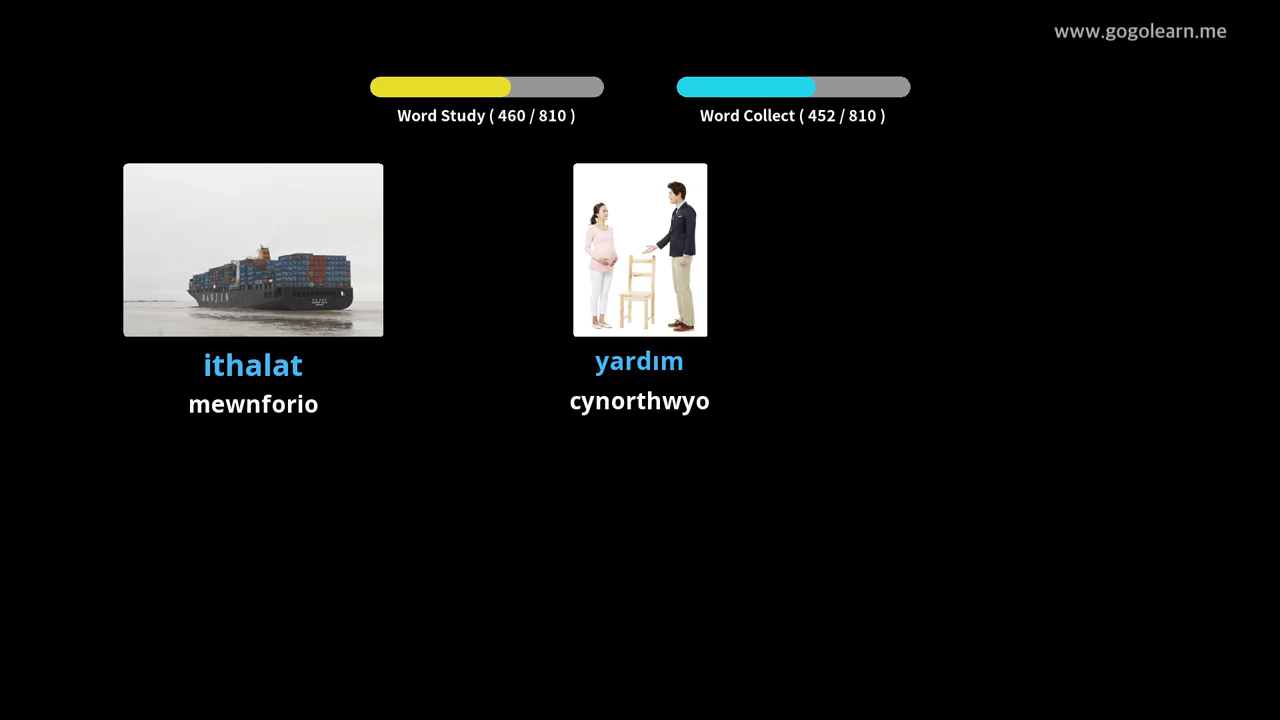 www.gogolearn.me
Word Study ( 460 / 810 )
Word Collect ( 452 / 810 )
ithalat
mewnforio
yardım
cynorthwyo